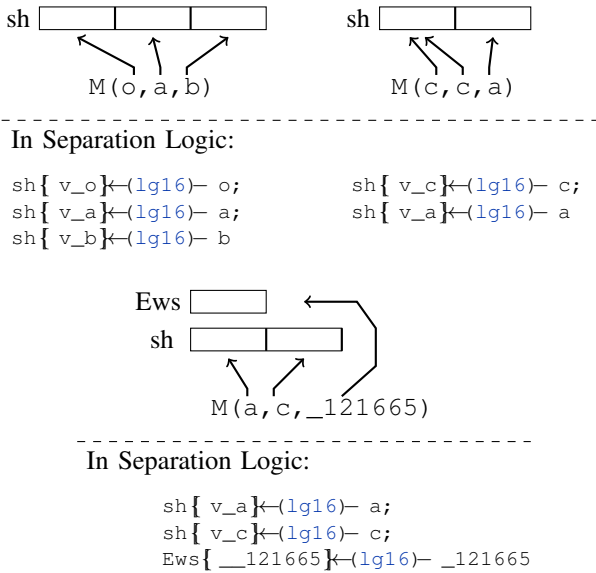 sh
sh
M(o,a,b)
M(c,c,a)
In Separation Logic:
sh{ v_o}←(lg16)– o;
sh{ v_a}←(lg16)– a;
sh{ v_b}←(lg16)– b
sh{ v_c}←(lg16)– c;
sh{ v_a}←(lg16)– a
Ews
sh
M(a,c,_121665)
In Separation Logic:
sh{ v_a}←(lg16)– a;
sh{ v_c}←(lg16)– c;
Ews{ __121665}←(lg16)– _121665